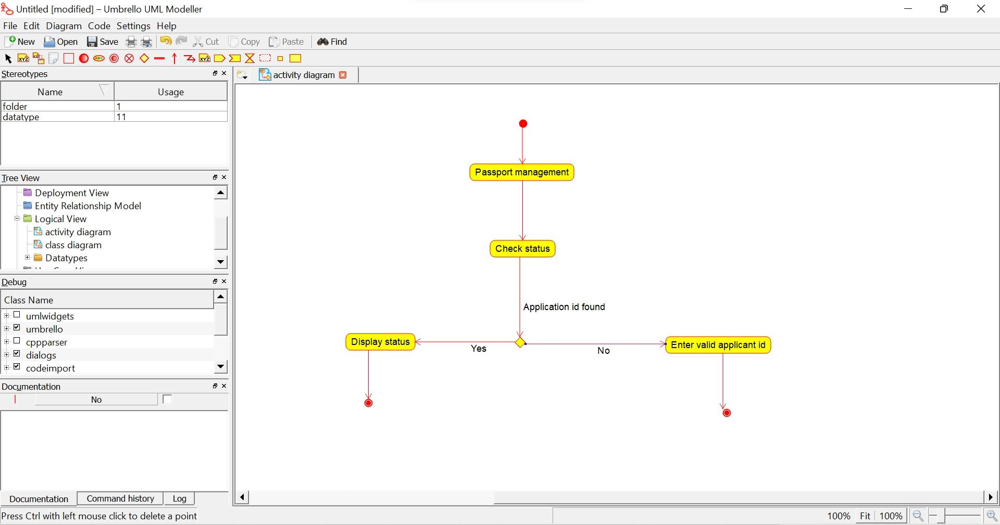 Untitled [modified] – Umbrello UML Modeller
File Edit Diagram Code Settings Help
New Open Save Cut Copy Paste Find
XYZ XYZ ABC XYZ
Stereotypes
activity diagram
Name Usage
folder 1
datatype 11
Tree View
Deployment View
Entity Relationship Model
Logical View
activity diagram
class diagram
Datatypes
Debug
Class Name
umlwidgets
umbrello
cppparser
dialogs
codeimport
Documentation
No
Documentation Command history Log
Passport management
Check status
Application id found
Display status
Yes
No
Enter valid applicant id
Press Ctrl with left mouse click to delete a point
100% Fit 100%